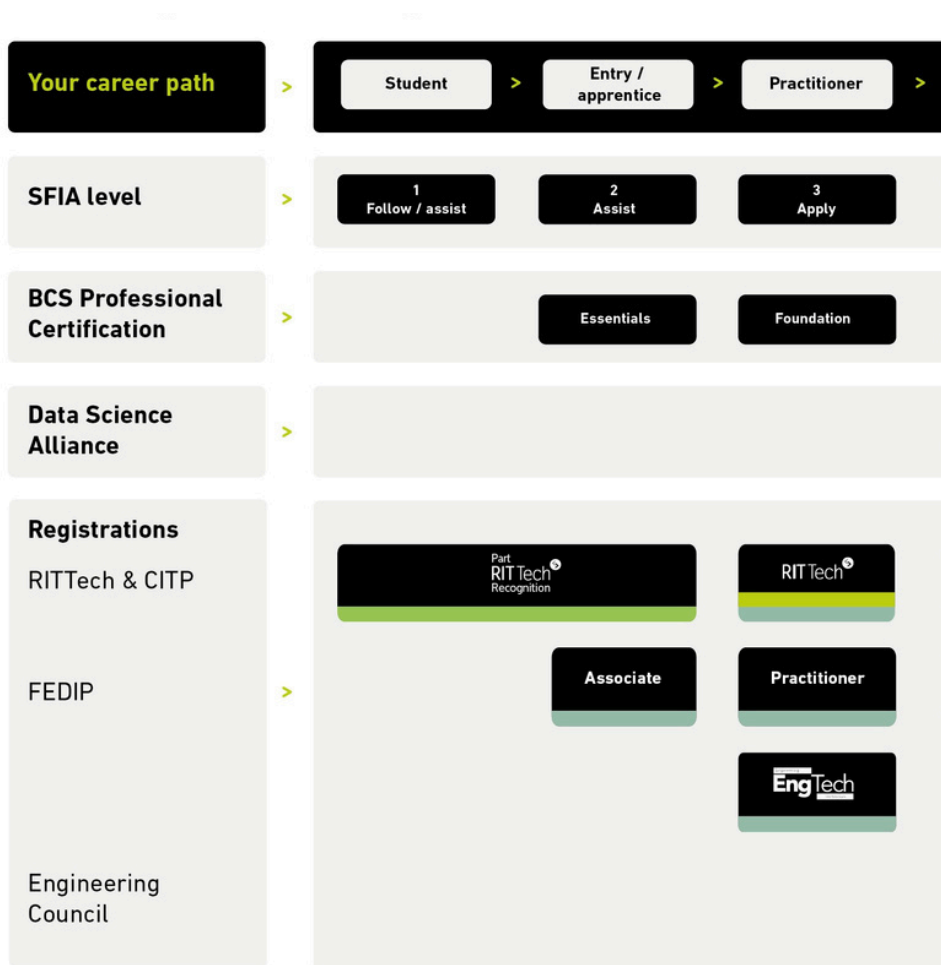 Your career path
>
Student
>
Entry /
apprentice
>
Practitioner
>
SFIA level
>
1
Follow / assist
2
Assist
3
Apply
BCS Professional
Certification
>
Essentials
Foundation
Data Science
Alliance
>
Registrations
RITTech & CITP
Part
RITTech
Recognition
RITTech
FEDIP
>
Associate
Practitioner
EngTech
Engineering
Council